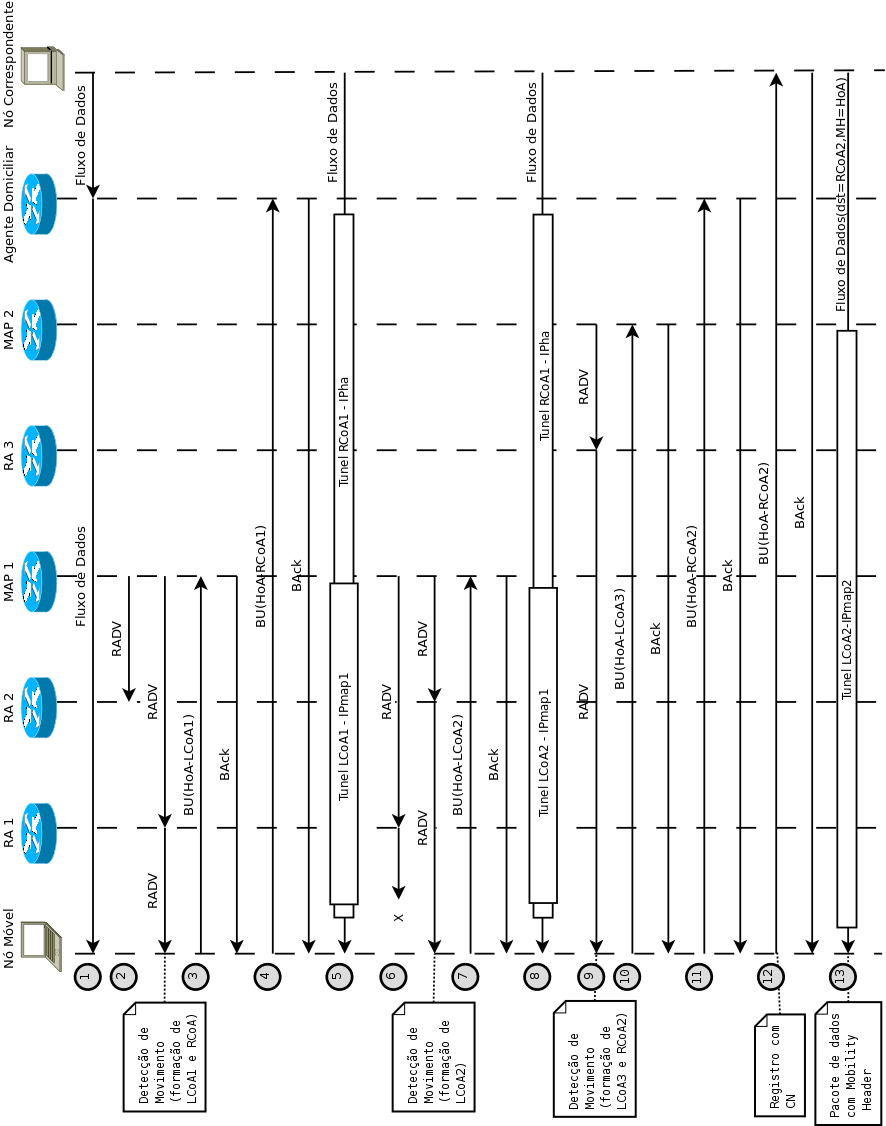 Nó Móvel
RA 1
RA 2
MAP 1
RA 3
MAP 2
Agente Domiciliar
Nó Correspondente
1
Fluxo de Dados
Fluxo de Dados
2
RADV
RADV
RADV
Detecção de
Movimento
(formação de
LCoA1 e RCoA)
3
BU(HoA-LCoA1)
BAck
4
BU(HoA-RCoA1)
BAck
5
Tunel LCoA1 - IPmap1
Tunel RCoA1 - IPha
Fluxo de Dados
6
X
RADV
RADV
RADV
Detecção de
Movimento
(formação de
LCoA2)
7
BU(HoA-LCoA2)
BAck
8
Tunel LCoA2 - IPmap1
Tunel RCoA1 - IPha
Fluxo de Dados
9
RADV
RADV
Detecção de
Movimento
(formação de
LCoA3 e RCoA2)
10
BU(HoA-LCoA3)
BAck
11
BU(HoA-RCoA2)
BAck
12
BU(HoA-RCoA2)
BAck
Registro com
CN
13
Tunel LCoA2-IPmap2
Fluxo de Dados(dst=RCoA2,MH=HoA)
Pacote de dados
com Mobility
Header